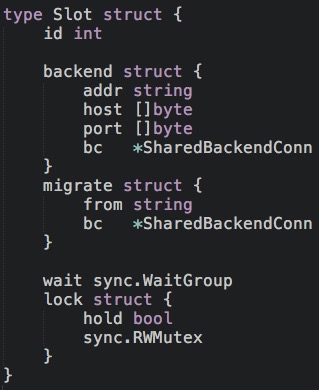 type Slot struct {
    id int

    backend struct {
        addr string
        host []byte
        port []byte
        bc   *SharedBackendConn
    }
    migrate struct {
        from string
        bc   *SharedBackendConn
    }

    wait sync.WaitGroup
    lock struct {
        hold bool
        sync.RWMutex
    }
}